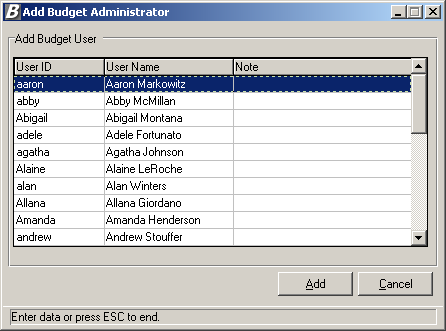 B Add Budget Administrator
Add Budget User
User ID User Name Note
aaron Aaron Markowitz
abby Abby McMillan
Abigail Abigail Montana
adele Adele Fortunato
agatha Agatha Johnson
Alaine Alaine LeRoche
alan Alan Winters
Allana Allana Giordano
Amanda Amanda Henderson
andrew Andrew Stouffer
Add Cancel
Enter data or press ESC to end.